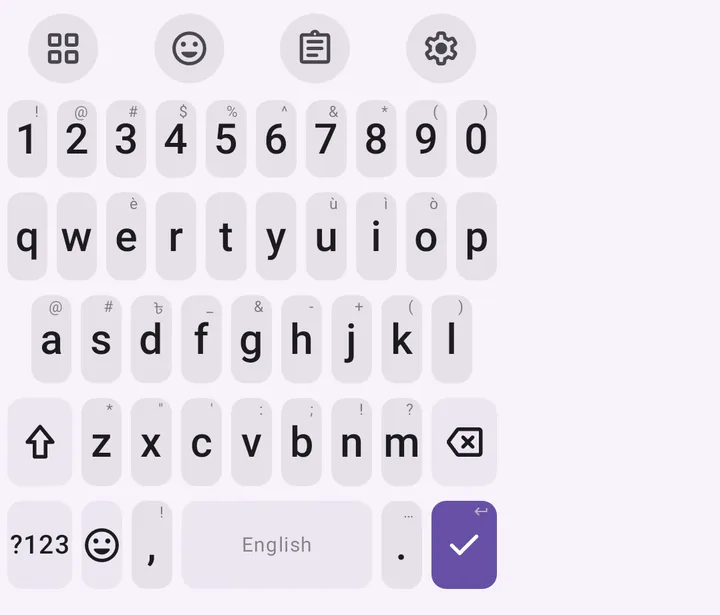 ! @ # $ % ^ & * ( )
1 2 3 4 5 6 7 8 9 0
è ù ì ò
q w e r t y u i o p
@ # ъ _ & - + ( )
a s d f g h j k l
* " ' : ; ! ?
z x c v b n m
! …
?123 , English .